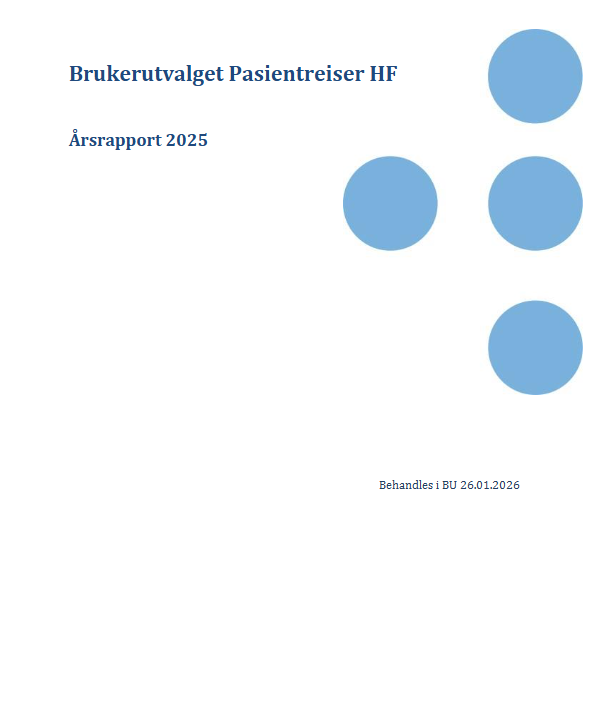 Brukerutvalget Pasientreiser HF
Årsrapport 2025
Behandles i BU 26.01.2026